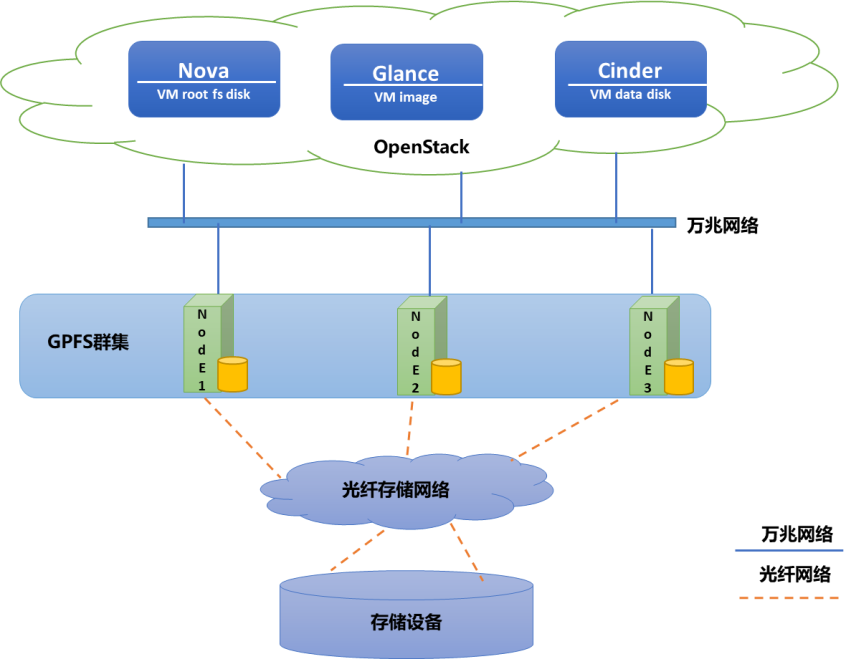 Nova
VM root fs disk
Glance
VM image
Cinder
VM data disk
OpenStack
万兆网络
GPFS群集
NodE1
NodE2
NodE3
光纤存储网络
存储设备
万兆网络
光纤网络